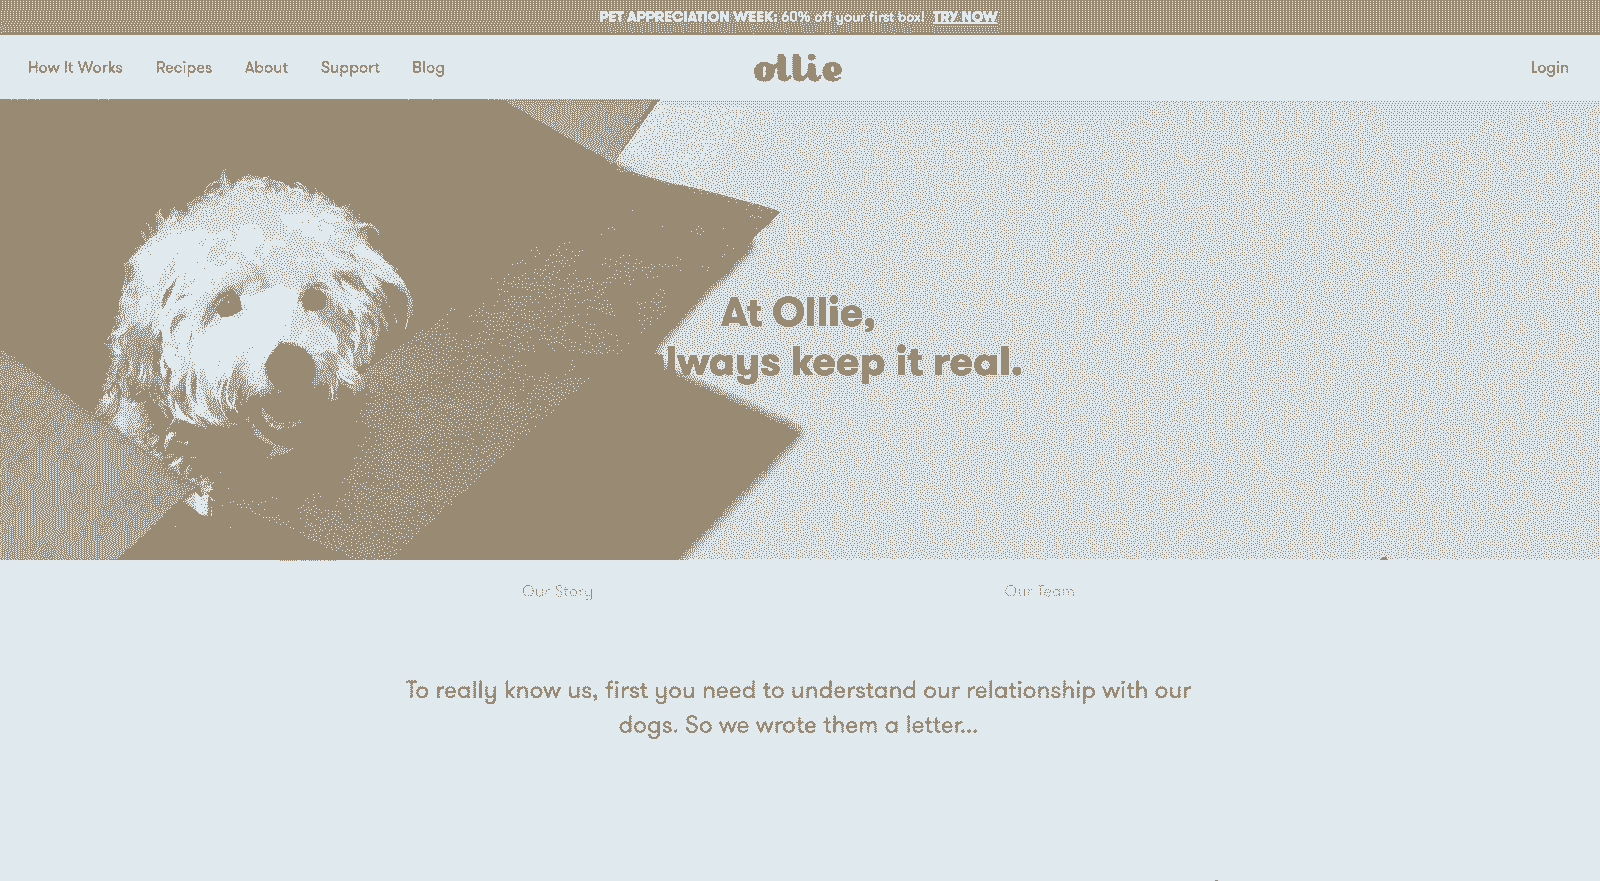 PET APPRECIATION WEEK: 60% off your first box! TRY NOW
How It Works Recipes About Support Blog ollie Login
At Ollie,
lways keep it real.
Our Story Our Team
To really know us, first you need to understand our relationship with our
dogs. So we wrote them a letter...